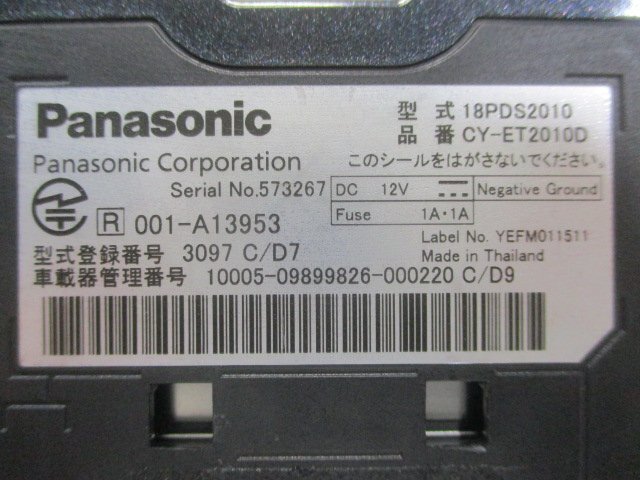 Panasonic
型 式 18PDS2010
品 番 CY-ET2010D
Panasonic Corporation
このシールをはがさないでください。
Serial No.573267
DC 12V
Negative Ground
Fuse 1A・1A
R 001-A13953
Label No. YEFM011511
Made in Thailand
型式登録番号 3097 C/D7
車載器管理番号 10005-09899826-000220 C/D9